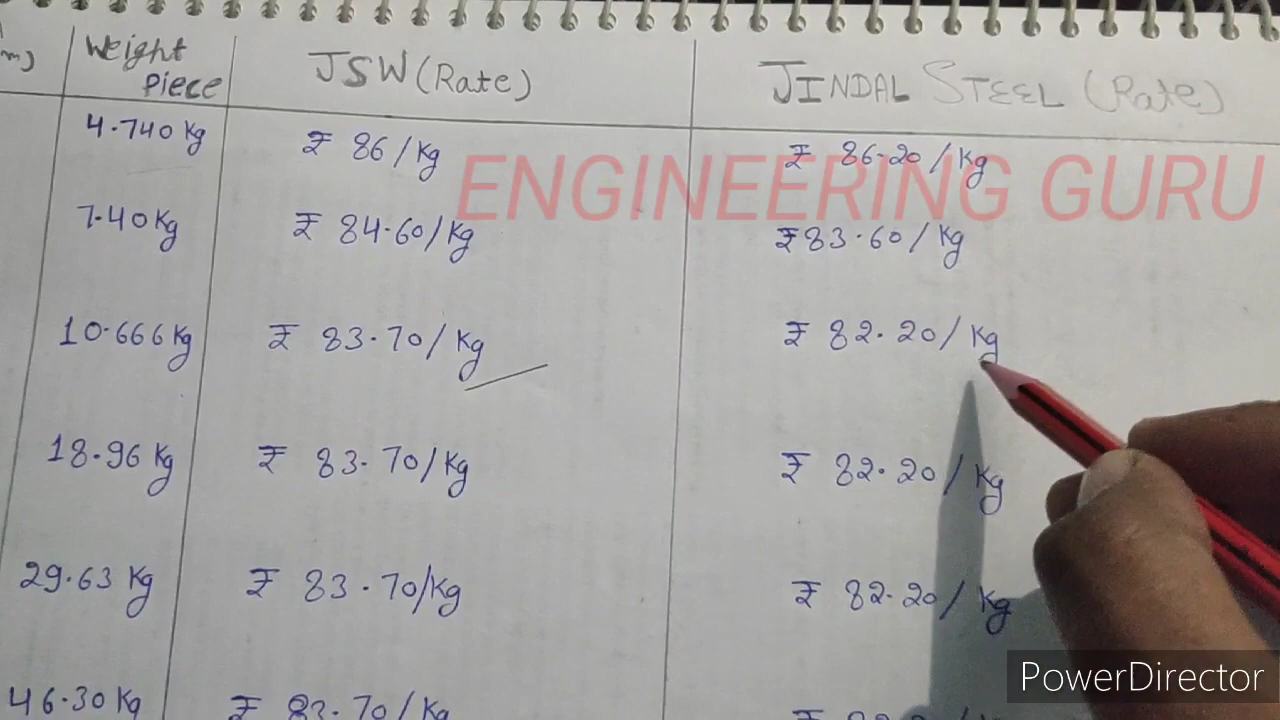 m)
Weight
Piece
JSW (Rate)
JINDAL STEEL (Rate)
4.740 Kg
₹ 86/Kg
₹ 86.20/Kg
ENGINEERING GURU
7.40 Kg
₹ 84.60/Kg
₹ 83.60/Kg
10.666 Kg
₹ 83.70/Kg
₹ 82.20/Kg
18.96 Kg
₹ 83.70/Kg
₹ 82.20/Kg
29.63 Kg
₹ 83.70/Kg
₹ 82.20/Kg
46.30 Kg
₹ 83.70/Kg
₹
PowerDirector